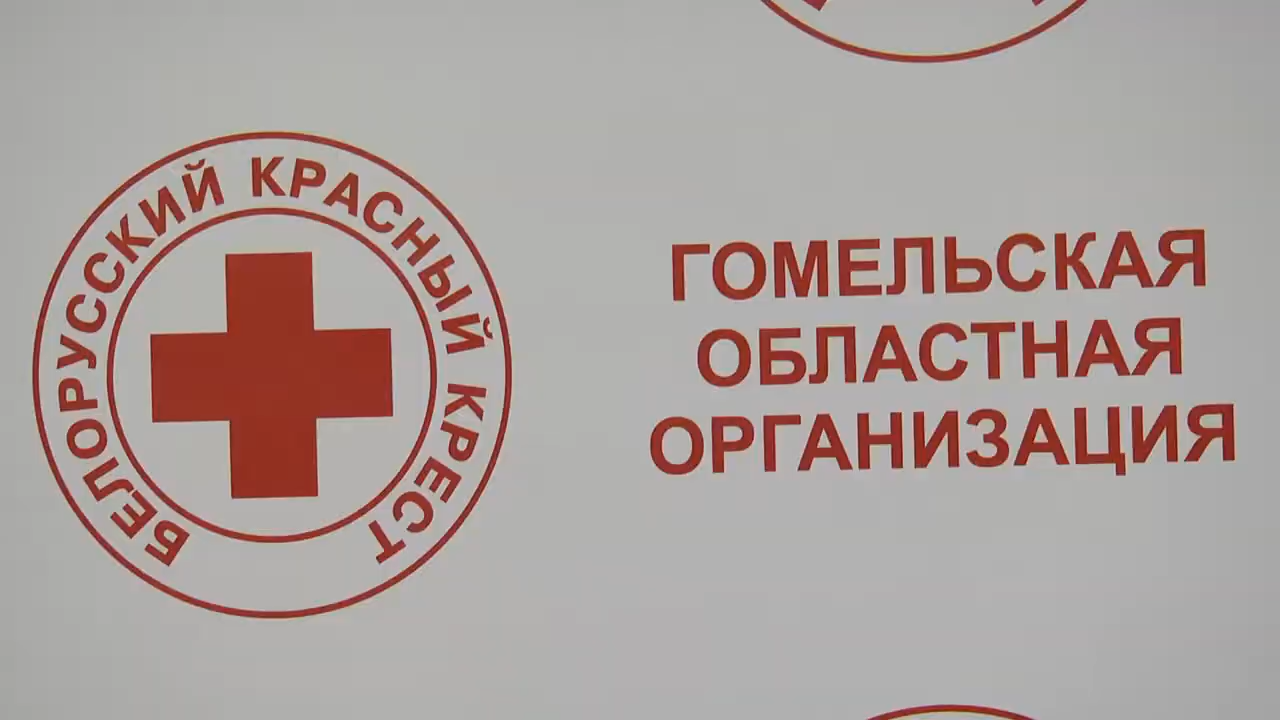 БЕЛОРУССКИЙ КРАСНЫЙ КРЕСТ
ГОМЕЛЬСКАЯ
ОБЛАСТНАЯ
ОРГАНИЗАЦИЯ